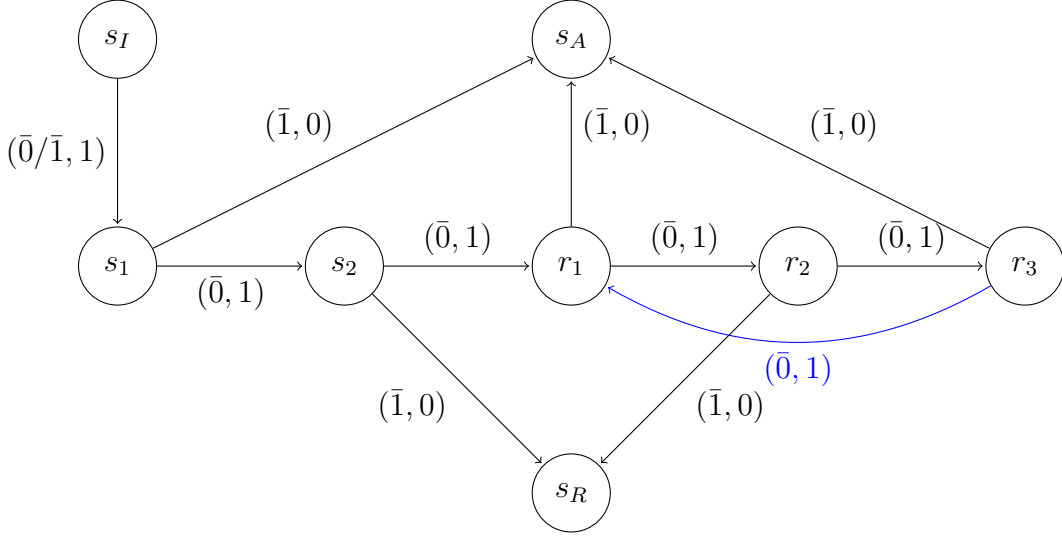 s_I
s_A
(0̄/1̄, 1)
(1̄, 0)
(1̄, 0)
(1̄, 0)
s_1
(0̄, 1)
s_2
(0̄, 1)
r_1
(0̄, 1)
r_2
(0̄, 1)
r_3
(0̄, 1)
(1̄, 0)
(1̄, 0)
s_R